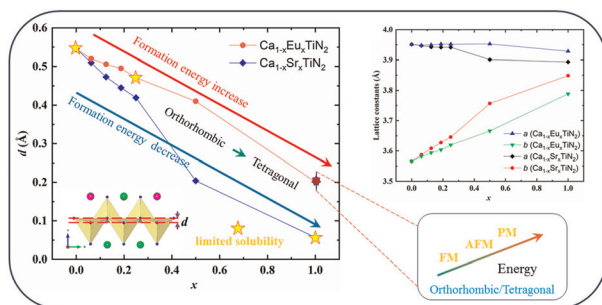 0.6
0.5
0.4
0.3
0.2
0.1
0.0
d (Å)
Formation energy increase
Ca1-xEuxTiN2
Ca1-xSrxTiN2
Formation energy decrease
Orthorhombic
Tetragonal
d
limited solubility
0.0 0.2 0.4 0.6 0.8 1.0
x
Lattice constants (Å)
4.0
3.9
3.8
3.7
3.6
3.5
a (Ca1-xEuxTiN2)
b (Ca1-xEuxTiN2)
a (Ca1-xSrxTiN2)
b (Ca1-xSrxTiN2)
0.0 0.2 0.4 0.6 0.8 1.0
x
FM AFM PM
Energy
Orthorhombic/Tetragonal